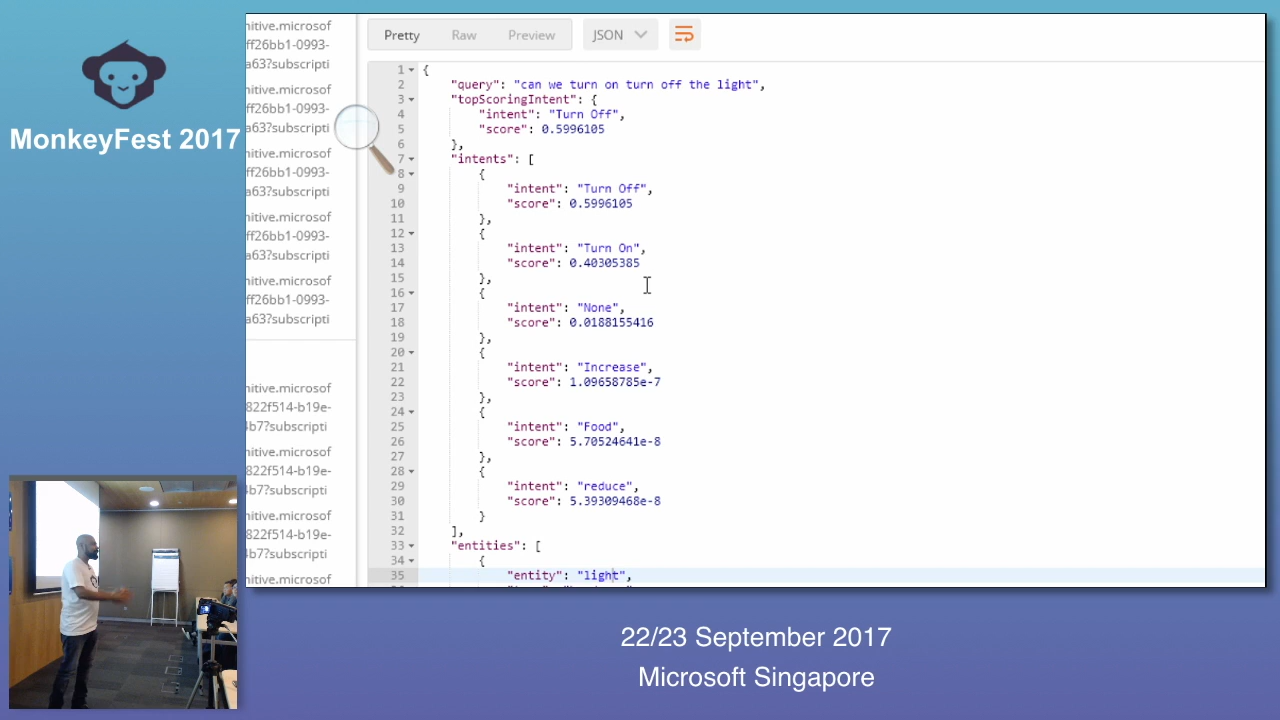 MonkeyFest 2017
nitive.microsof
ff26bb1-0993-
a63?subscripti
nitive.microsof
ff26bb1-0993-
a63?subscripti
nitive.microsof
ff26bb1-0993-
a63?subscripti
nitive.microsof
ff26bb1-0993-
a63?subscripti
nitive.microsof
ff26bb1-0993-
a63?subscripti
nitive.microsof
822f514-b19e-
4b7?subscripti
nitive.microsof
822f514-b19e-
4b7?subscripti
nitive.microsof
822f514-b19e-
4b7?subscripti
nitive.microsof
Pretty Raw Preview JSON
1 {
2 "query": "can we turn on turn off the light",
3 "topScoringIntent": {
4 "intent": "Turn Off",
5 "score": 0.5996105
6 },
7 "intents": [
8 {
9 "intent": "Turn Off",
10 "score": 0.5996105
11 },
12 {
13 "intent": "Turn On",
14 "score": 0.40305385
15 },
16 {
17 "intent": "None",
18 "score": 0.0188155416
19 },
20 {
21 "intent": "Increase",
22 "score": 1.09658785e-7
23 },
24 {
25 "intent": "Food",
26 "score": 5.70524641e-8
27 },
28 {
29 "intent": "reduce",
30 "score": 5.39309468e-8
31 }
32 ],
33 "entities": [
34 {
35 "entity": "light",
22/23 September 2017
Microsoft Singapore